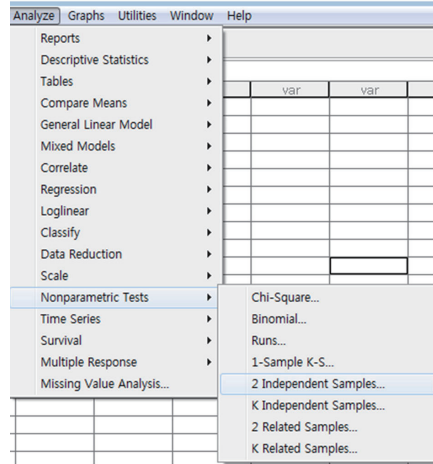 Analyze Graphs Utilities Window Help
Reports
Descriptive Statistics
Tables
var var
Compare Means
General Linear Model
Mixed Models
Correlate
Regression
Loglinear
Classify
Data Reduction
Scale
Nonparametric Tests
Time Series
Survival
Multiple Response
Missing Value Analysis...
Chi-Square...
Binomial...
Runs...
1-Sample K-S...
2 Independent Samples...
K Independent Samples...
2 Related Samples...
K Related Samples...